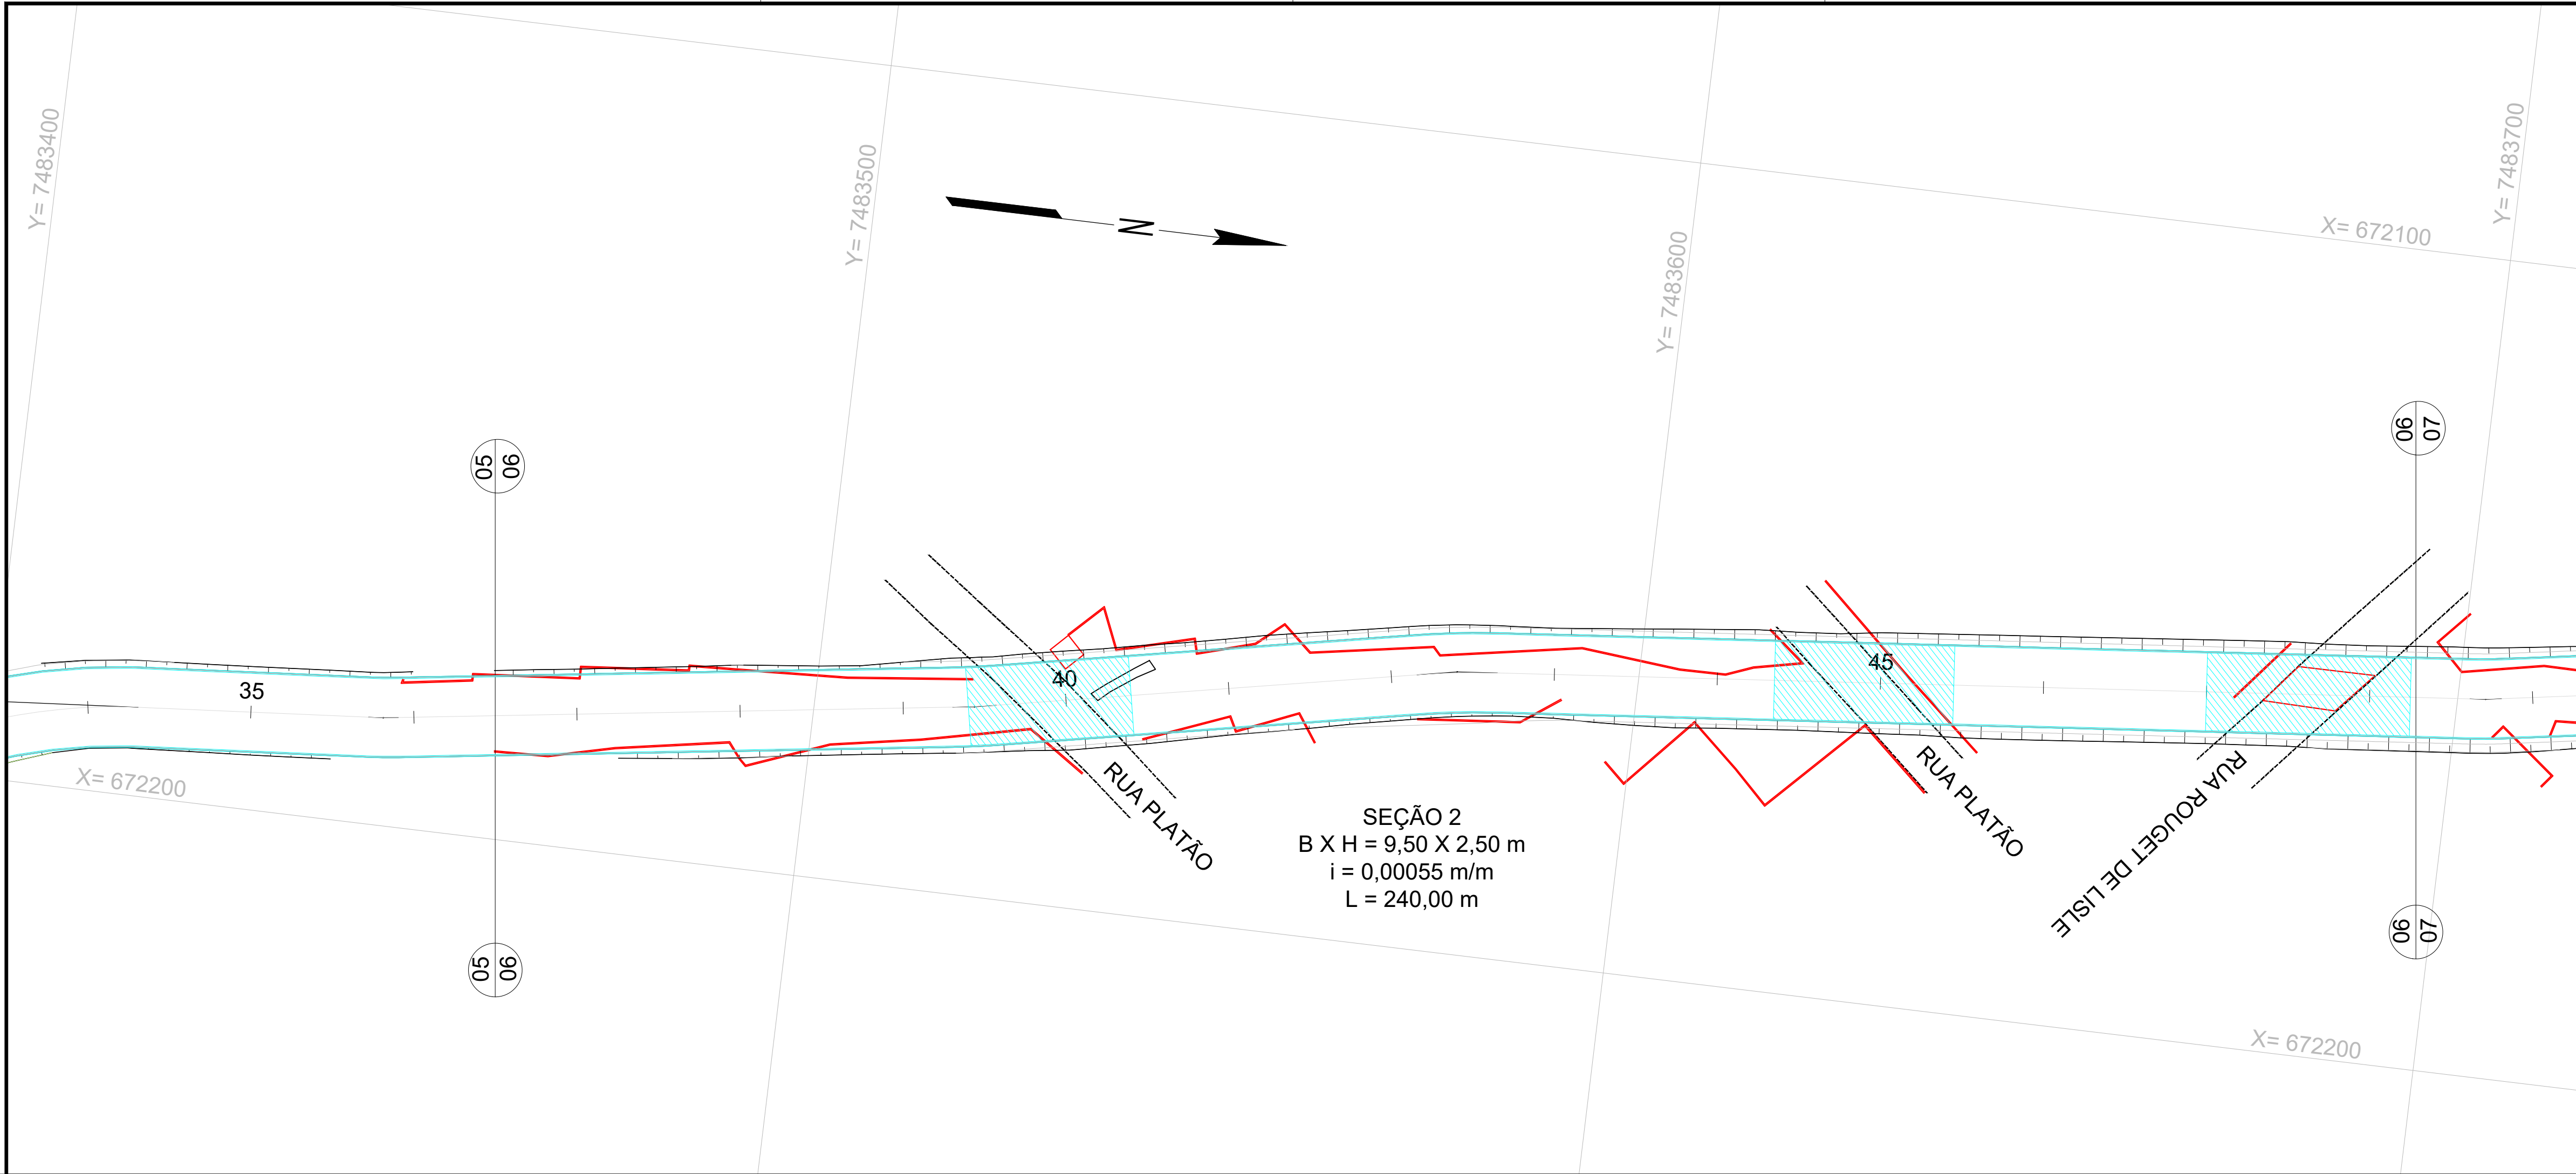 Y= 7483400
Y= 7483500
Y= 7483600
Y= 7483700
X= 672100
N
05
06
06
07
35
40
45
X= 672200
RUA PLATÃO
RUA PLATÃO
RUA ROUGET DE LISLE
SEÇÃO 2
B X H = 9,50 X 2,50 m
i = 0,00055 m/m
L = 240,00 m
05
06
06
07
X= 672200